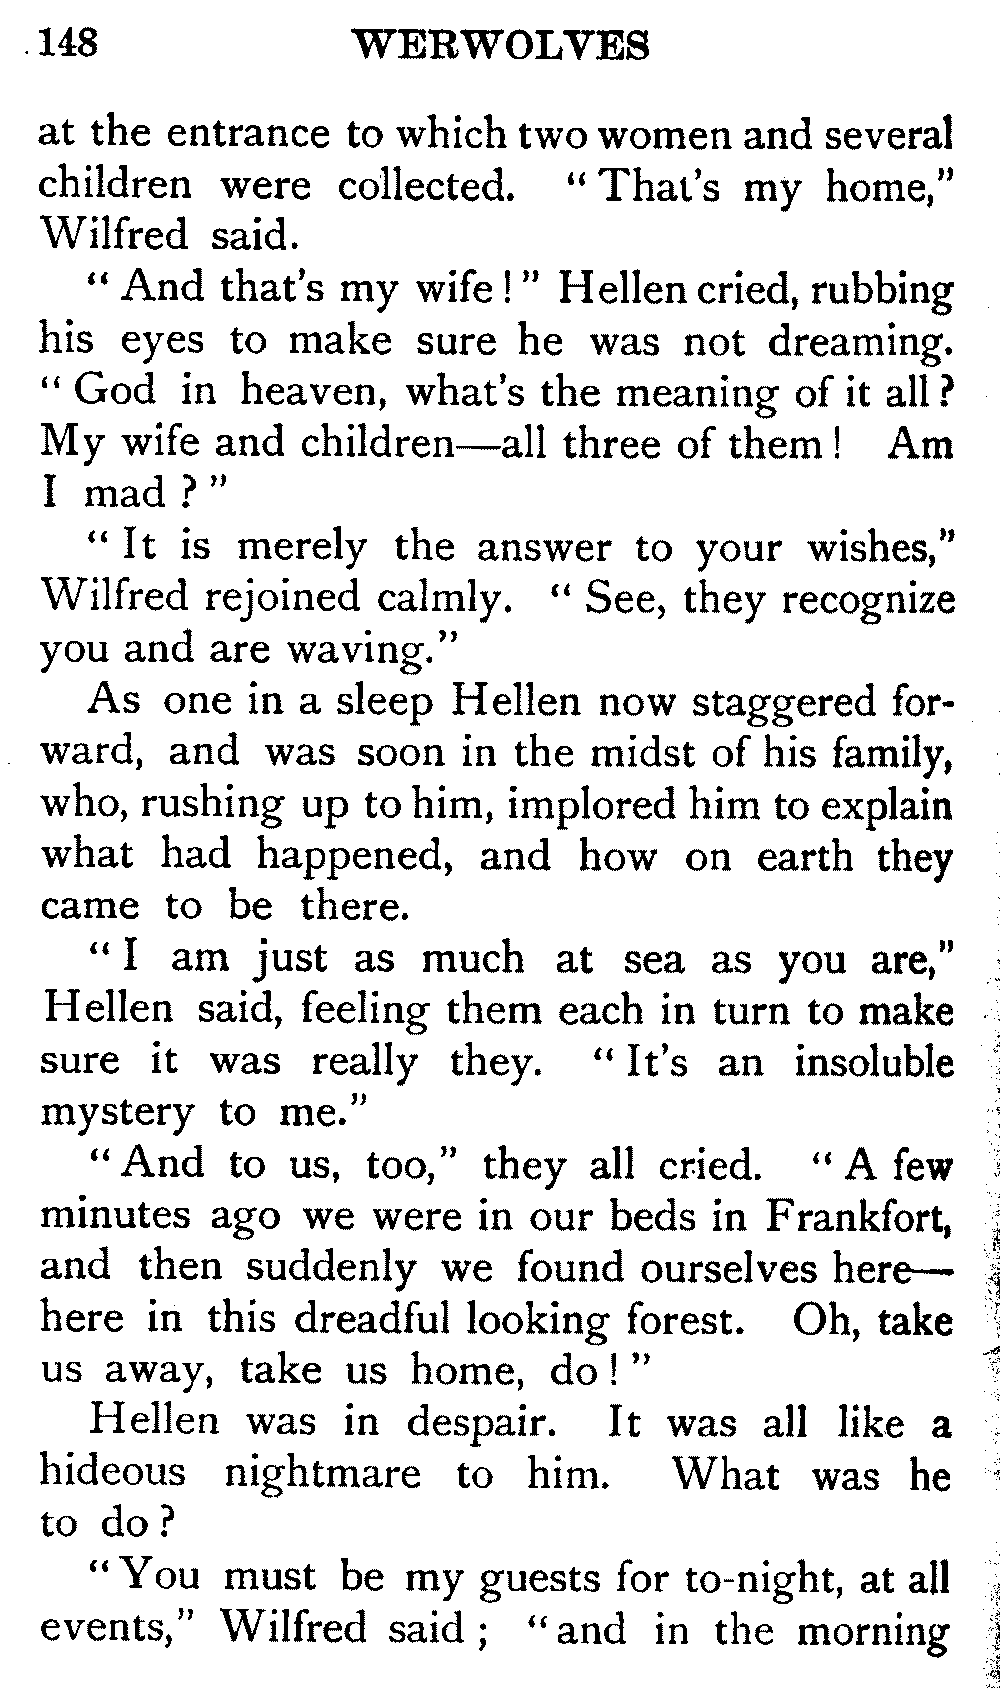 148 WERWOLVES
at the entrance to which two women and several
children were collected. "That's my home,"
Wilfred said.
"And that's my wife!" Hellen cried, rubbing
his eyes to make sure he was not dreaming.
"God in heaven, what's the meaning of it all?
My wife and children—all three of them! Am
I mad?"
"It is merely the answer to your wishes,"
Wilfred rejoined calmly. "See, they recognize
you and are waving."
As one in a sleep Hellen now staggered for-
ward, and was soon in the midst of his family,
who, rushing up to him, implored him to explain
what had happened, and how on earth they
came to be there.
"I am just as much at sea as you are,"
Hellen said, feeling them each in turn to make
sure it was really they. "It's an insoluble
mystery to me."
"And to us, too," they all cried. "A few
minutes ago we were in our beds in Frankfort,
and then suddenly we found ourselves here—
here in this dreadful looking forest. Oh, take
us away, take us home, do!"
Hellen was in despair. It was all like a
hideous nightmare to him. What was he
to do?
"You must be my guests for to-night, at all
events," Wilfred said; "and in the morning